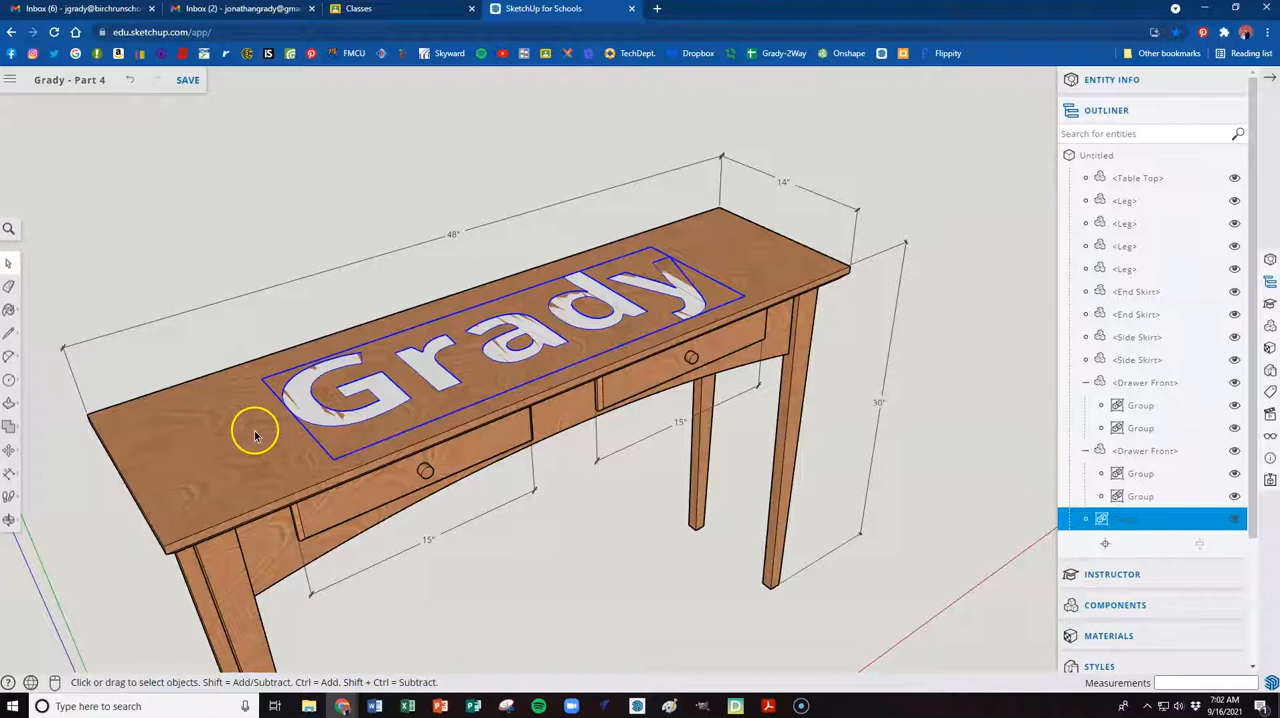 Inbox (6) - jgrady@birchrunscho
Inbox (2) - jonathangrady@gma
Classes
SketchUp for Schools
edu.sketchup.com/app/
FMCU
Skyward
TechDept.
Dropbox
Grady-2Way
Onshape
Flippity
Other bookmarks
Reading list
Grady - Part 4
SAVE
ENTITY INFO
OUTLINER
Search for entities
Untitled
<Table Top>
<Leg>
<Leg>
<Leg>
<Leg>
<End Skirt>
<End Skirt>
<Side Skirt>
<Side Skirt>
<Drawer Front>
Group
Group
<Drawer Front>
Group
Group
INSTRUCTOR
COMPONENTS
MATERIALS
STYLES
48"
14"
30"
15"
15"
Grady
Click or drag to select objects. Shift = Add/Subtract. Ctrl = Add. Shift + Ctrl = Subtract.
Measurements
Type here to search
7:02 AM
9/16/2021